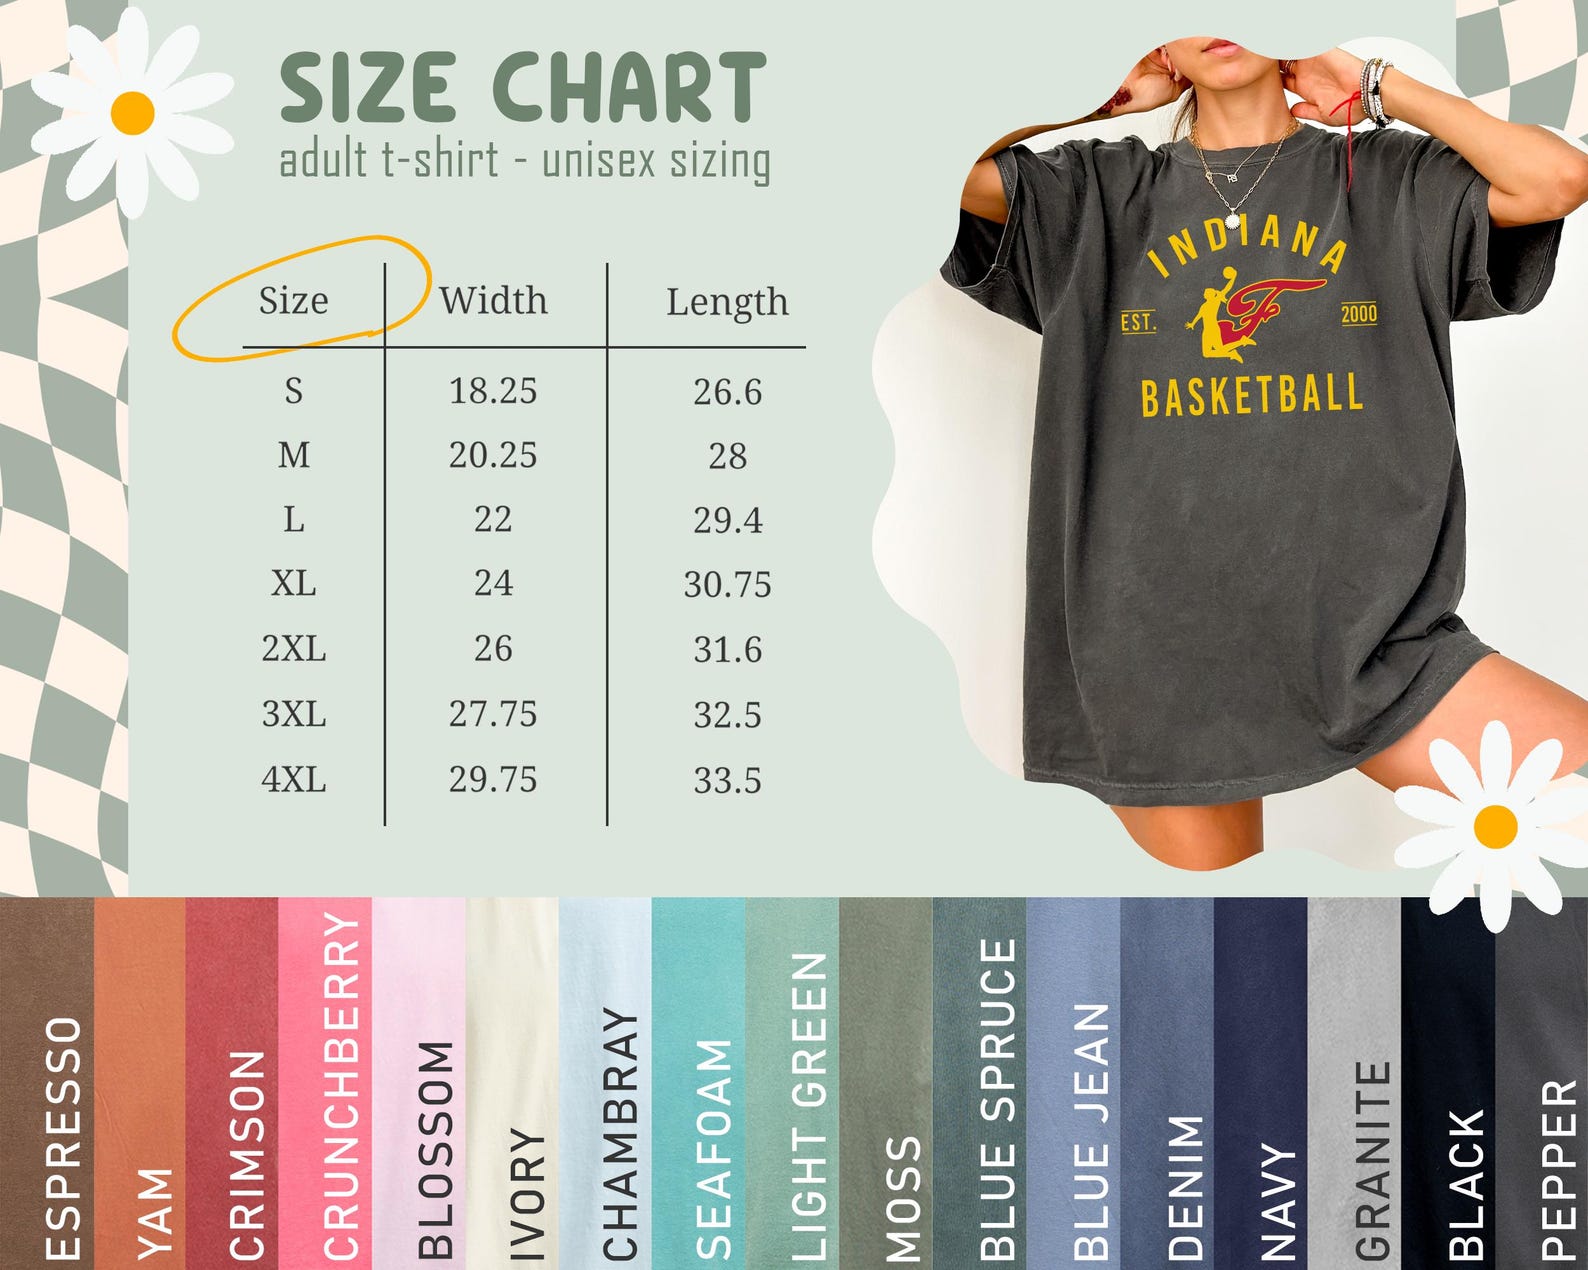 SIZE CHART
adult t-shirt - unisex sizing
Size Width Length
S 18.25 26.6
M 20.25 28
L 22 29.4
XL 24 30.75
2XL 26 31.6
3XL 27.75 32.5
4XL 29.75 33.5
INDIANA
EST. F 2000
BASKETBALL
ESPRESSO
YAM
CRIMSON
CRUNCHBERRY
BLOSSOM
IVORY
CHAMBRAY
SEAFOAM
LIGHT GREEN
MOSS
BLUE SPRUCE
BLUE JEAN
DENIM
NAVY
GRANITE
BLACK
PEPPER